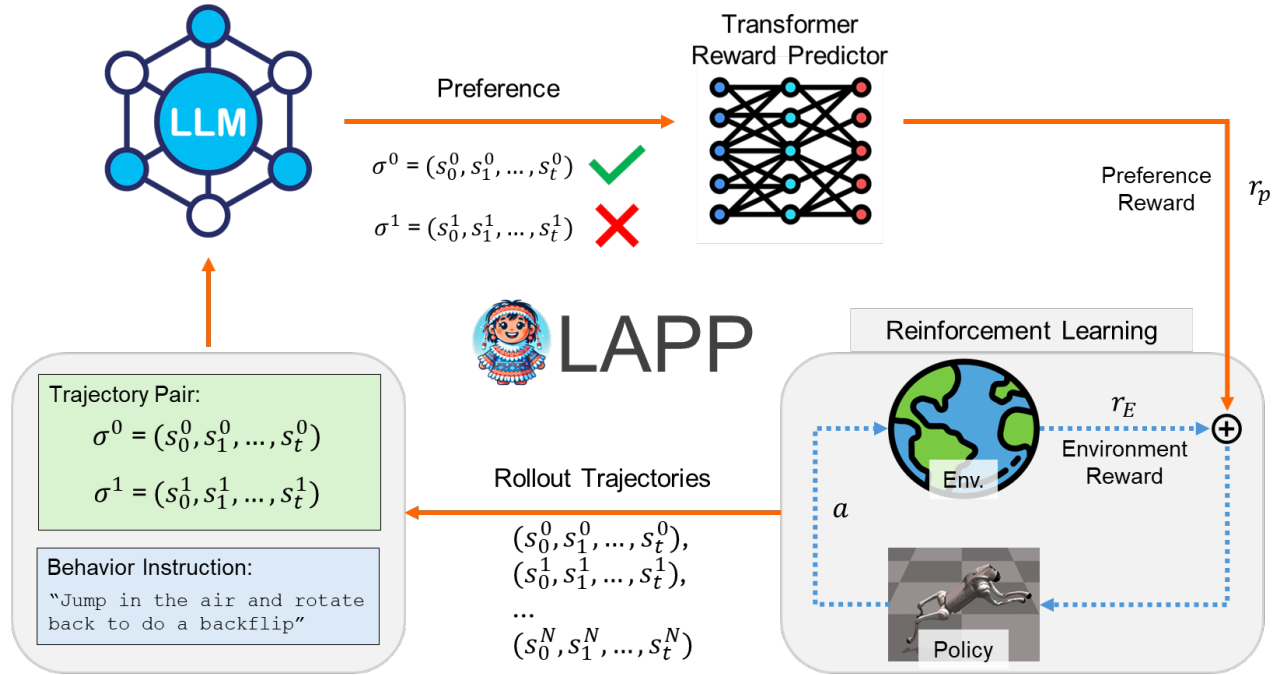 LLM
Preference
σ⁰ = (s₀⁰, s₁⁰, …, sₜ⁰)
σ¹ = (s₀¹, s₁¹, …, sₜ¹)
Transformer
Reward Predictor
Preference
Reward
rₚ
LAPP
Trajectory Pair:
σ⁰ = (s₀⁰, s₁⁰, …, sₜ⁰)
σ¹ = (s₀¹, s₁¹, …, sₜ¹)
Behavior Instruction:
“Jump in the air and rotate
back to do a backflip”
Rollout Trajectories
(s₀⁰, s₁⁰, …, sₜ⁰),
(s₀¹, s₁¹, …, sₜ¹),
…
(s₀ᴺ, s₁ᴺ, …, sₜᴺ)
Reinforcement Learning
Env.
r_E
Environment
Reward
+
a
Policy